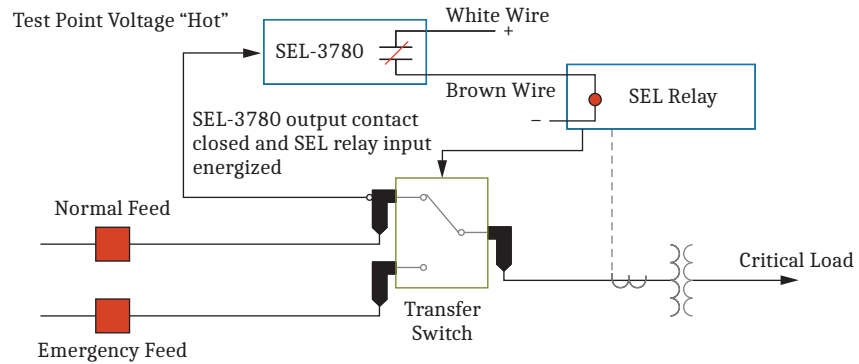 Test Point Voltage “Hot”
White Wire
+
SEL-3780
Brown Wire
–
SEL Relay
SEL-3780 output contact
closed and SEL relay input
energized
Normal Feed
Critical Load
Transfer
Switch
Emergency Feed